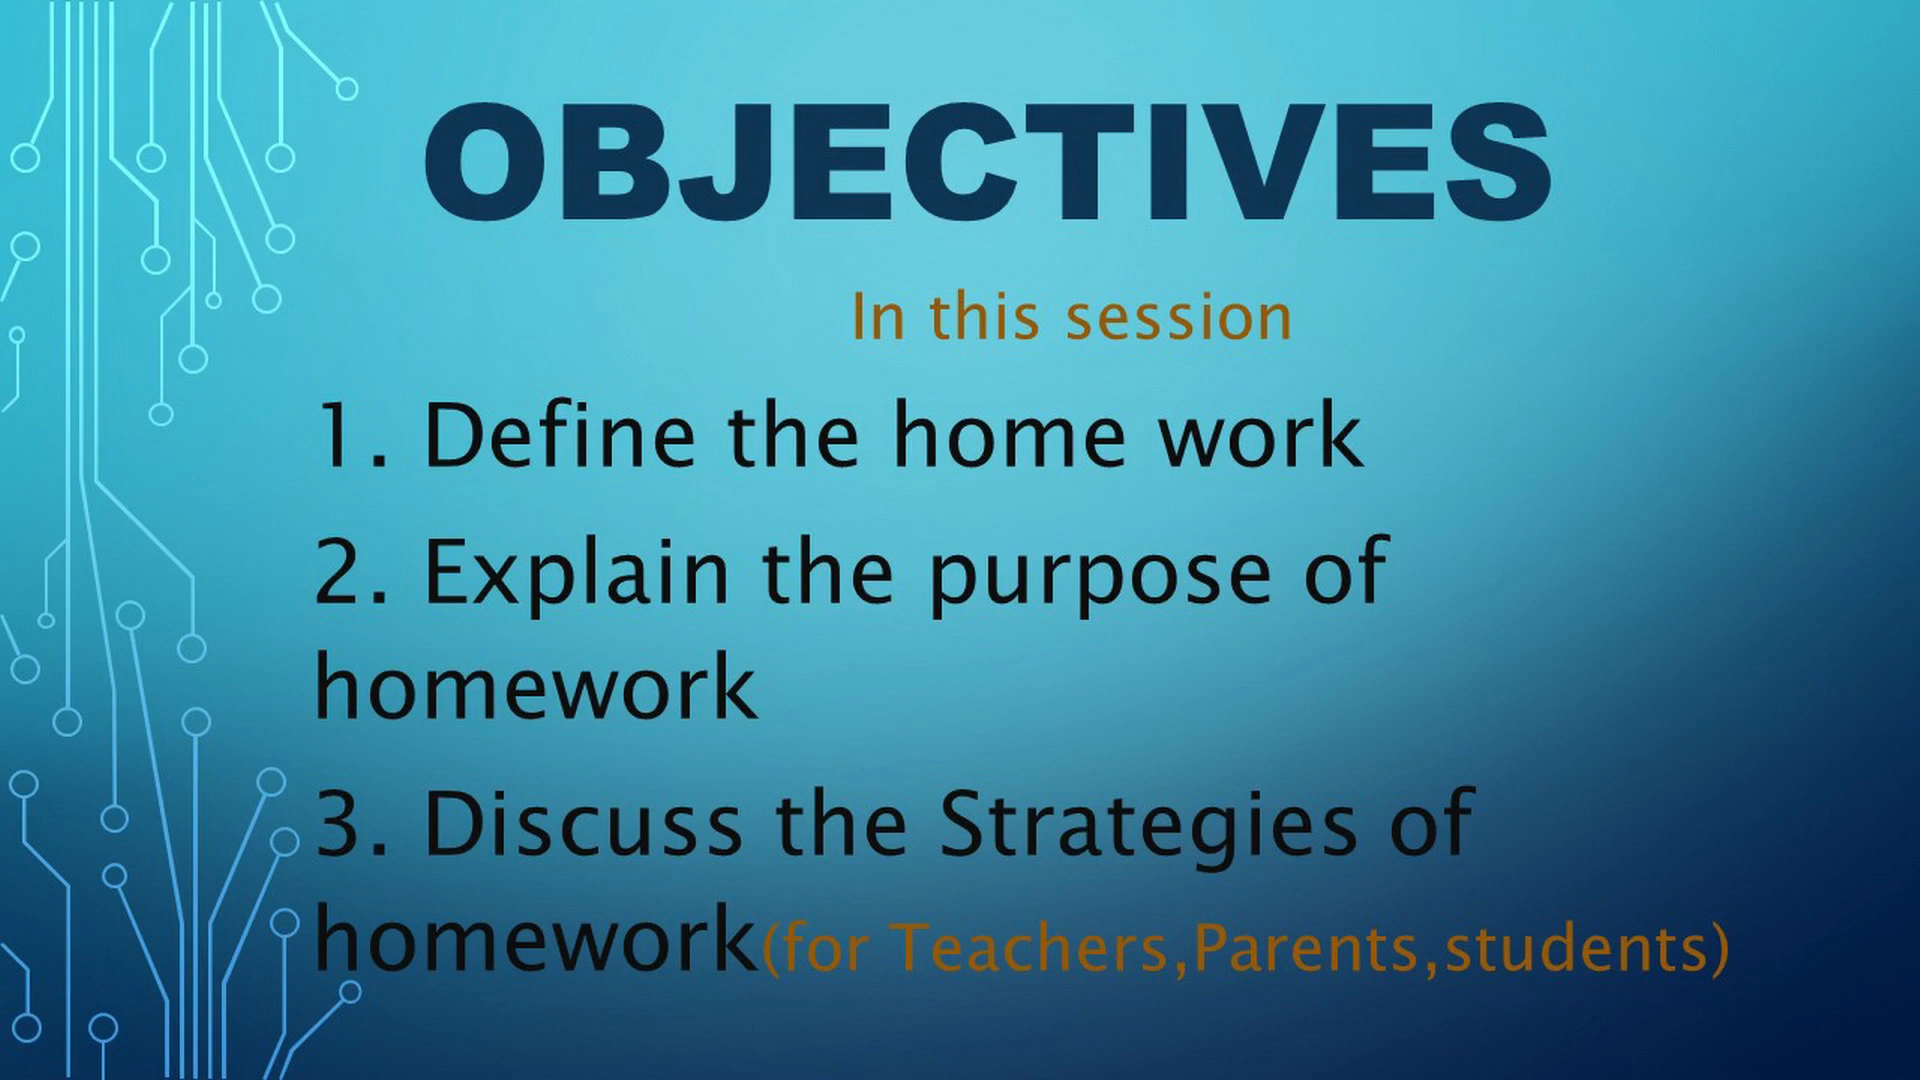 OBJECTIVES
In this session
1. Define the home work
2. Explain the purpose of
homework
3. Discuss the Strategies of
homework(for Teachers,Parents,students)